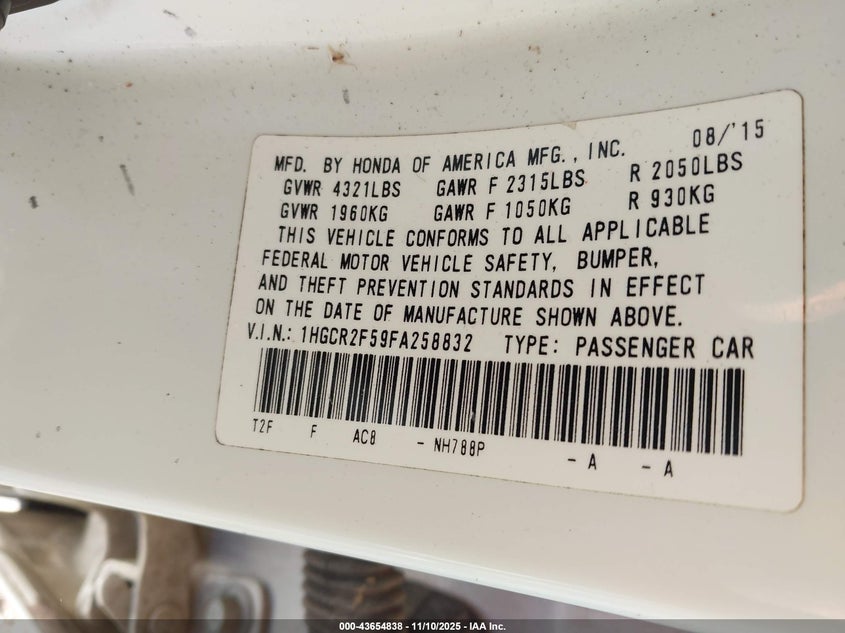 08/'15
MFD. BY HONDA OF AMERICA MFG., INC.
GVWR 4321LBS GAWR F 2315LBS R 2050LBS
GVWR 1960KG GAWR F 1050KG R 930KG
THIS VEHICLE CONFORMS TO ALL APPLICABLE
FEDERAL MOTOR VEHICLE SAFETY, BUMPER,
AND THEFT PREVENTION STANDARDS IN EFFECT
ON THE DATE OF MANUFACTURE SHOWN ABOVE.
V.I.N.: 1HGCR2F59FA258832 TYPE: PASSENGER CAR
T2F F AC8 - NH788P - A - A
000-43654838 - 11/10/2025 - IAA Inc.